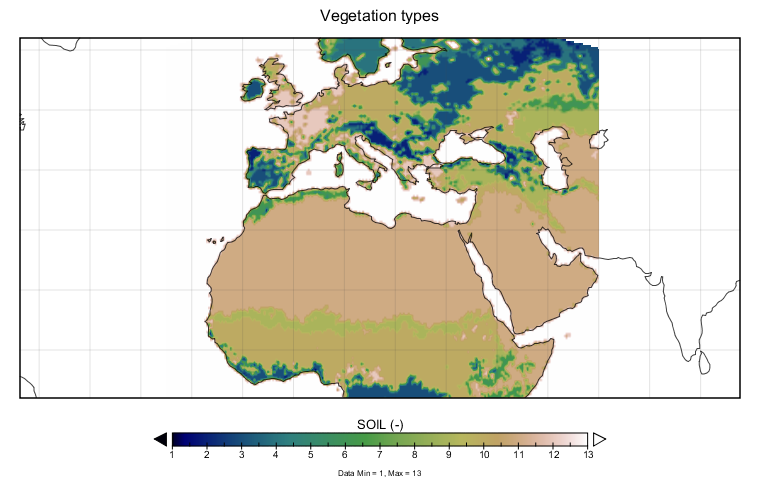 Vegetation types
SOIL (-)
1 2 3 4 5 6 7 8 9 10 11 12 13
Data Min = 1, Max = 13